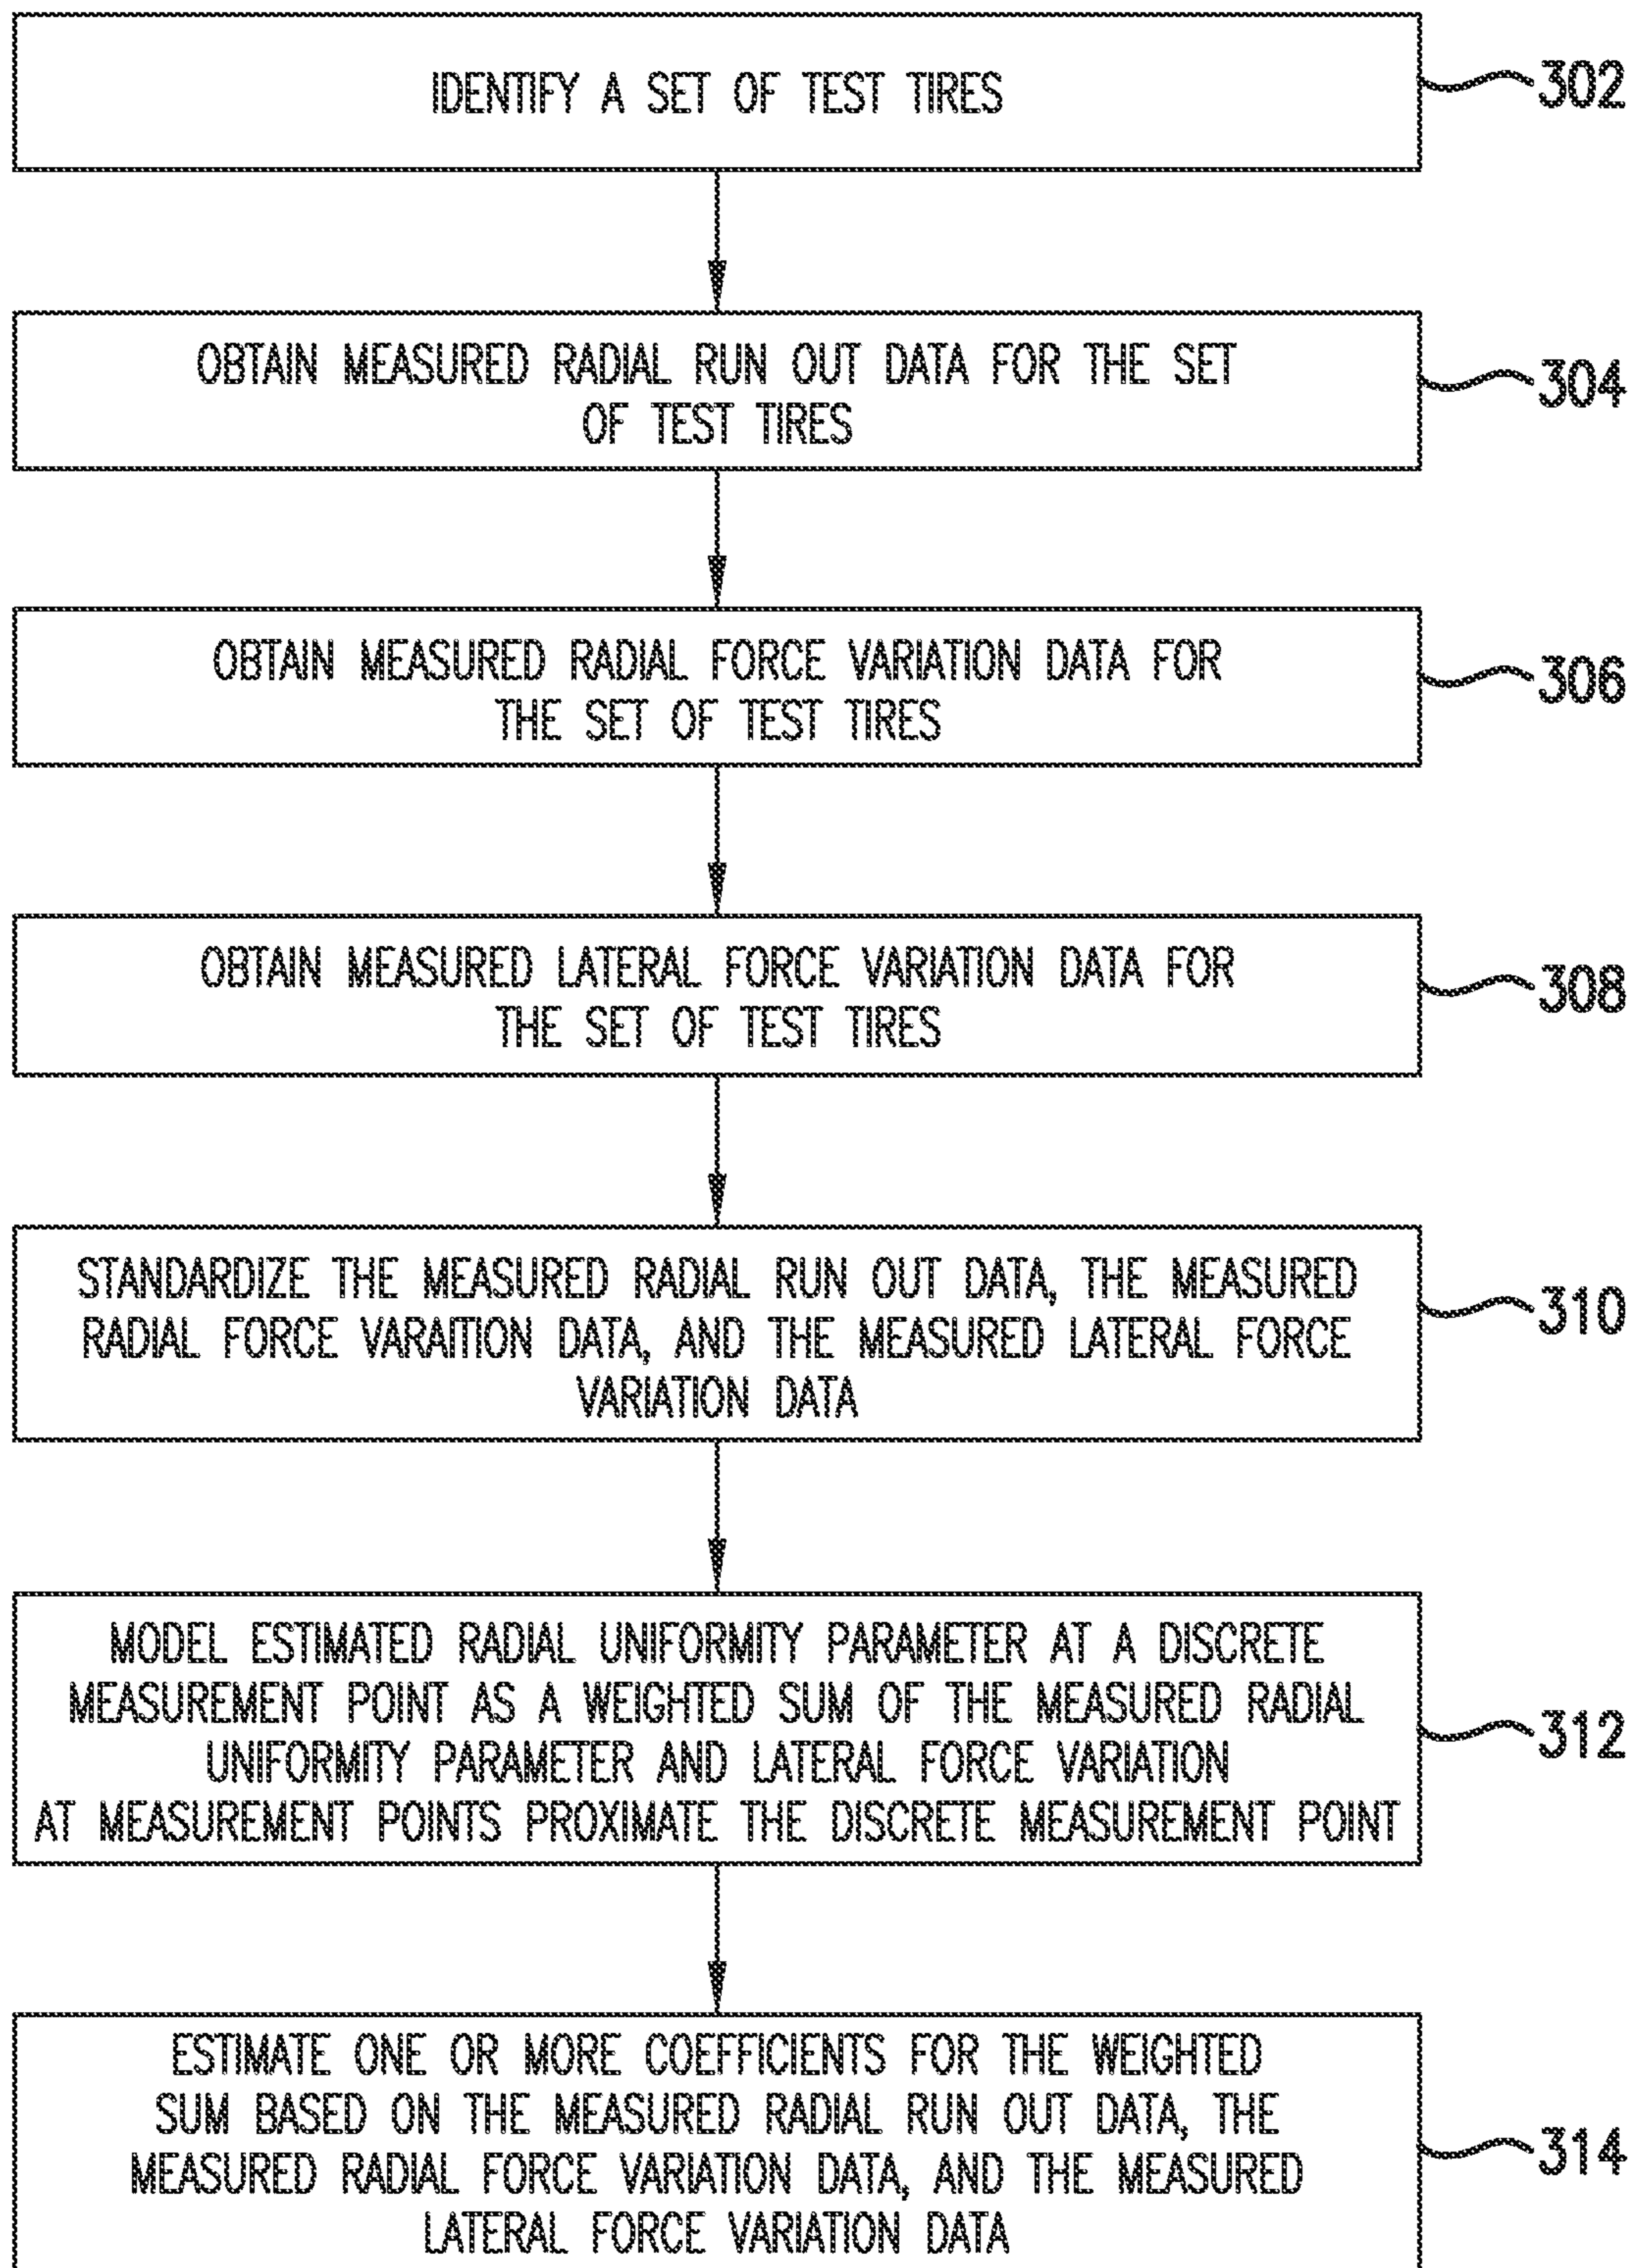 IDENTIFY A SET OF TEST TIRES
302
OBTAIN MEASURED RADIAL RUN OUT DATA FOR THE SET
OF TEST TIRES
304
OBTAIN MEASURED RADIAL FORCE VARIATION DATA FOR
THE SET OF TEST TIRES
306
OBTAIN MEASURED LATERAL FORCE VARIATION DATA FOR
THE SET OF TEST TIRES
308
STANDARDIZE THE MEASURED RADIAL RUN OUT DATA, THE MEASURED
RADIAL FORCE VARAITION DATA, AND THE MEASURED LATERAL FORCE
VARIATION DATA
310
MODEL ESTIMATED RADIAL UNIFORMITY PARAMETER AT A DISCRETE
MEASUREMENT POINT AS A WEIGHTED SUM OF THE MEASURED RADIAL
UNIFORMITY PARAMETER AND LATERAL FORCE VARIATION
AT MEASUREMENT POINTS PROXIMATE THE DISCRETE MEASUREMENT POINT
312
ESTIMATE ONE OR MORE COEFFICIENTS FOR THE WEIGHTED
SUM BASED ON THE MEASURED RADIAL RUN OUT DATA, THE
MEASURED RADIAL FORCE VARIATION DATA, AND THE MEASURED
LATERAL FORCE VARIATION DATA
314